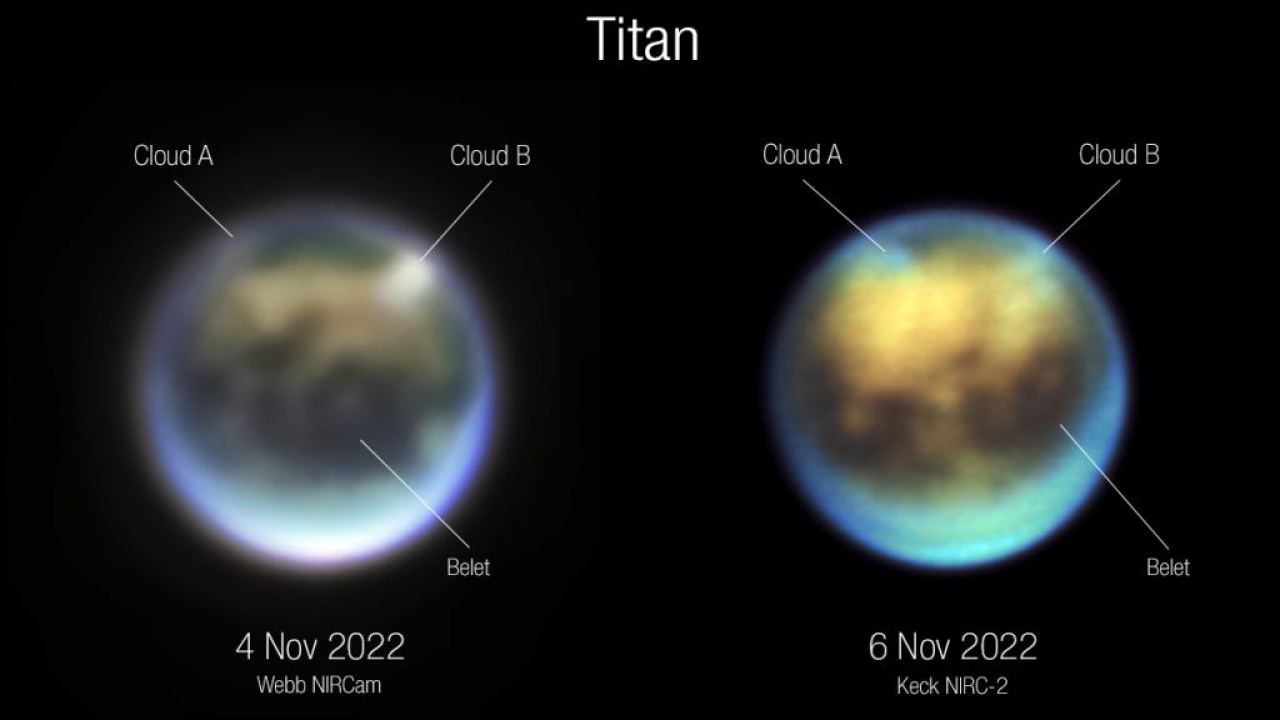 Titan
Cloud A
Cloud B
Belet
4 Nov 2022
Webb NIRCam
Cloud A
Cloud B
Belet
6 Nov 2022
Keck NIRC-2